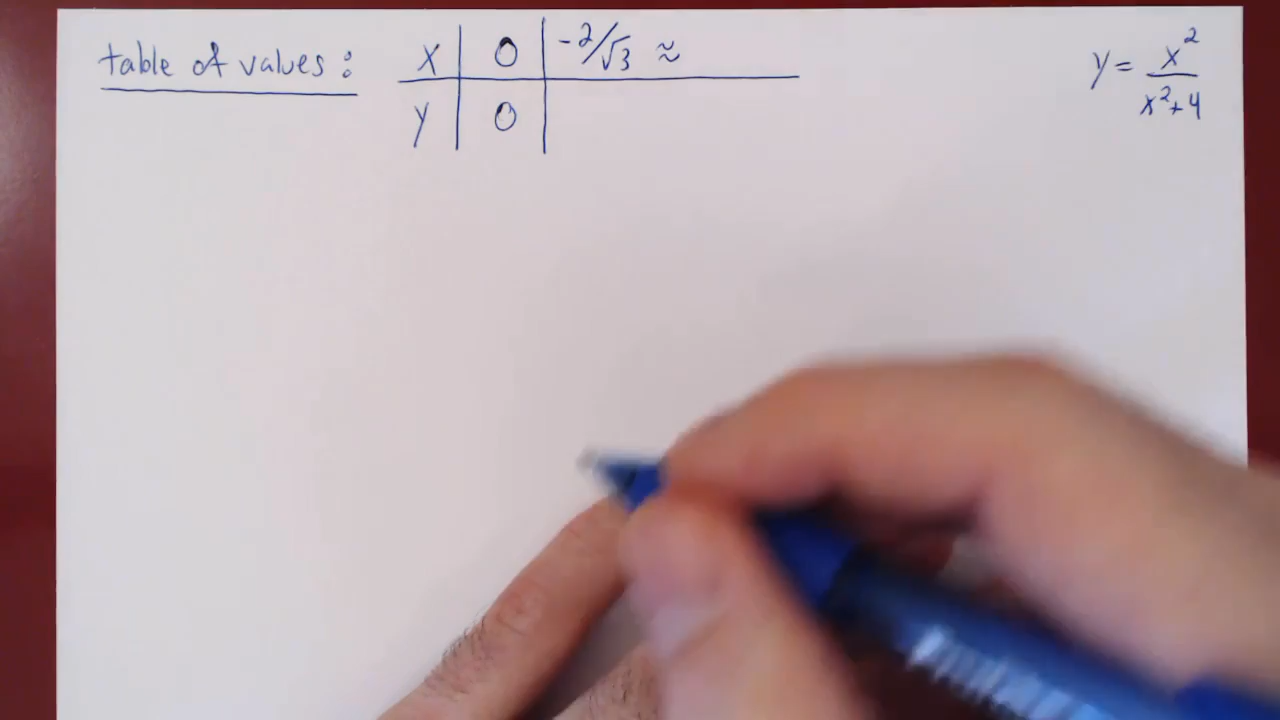 table of values : x | 0 | -2/√3 ≈
y | 0 |
y = x²/(x²+4)